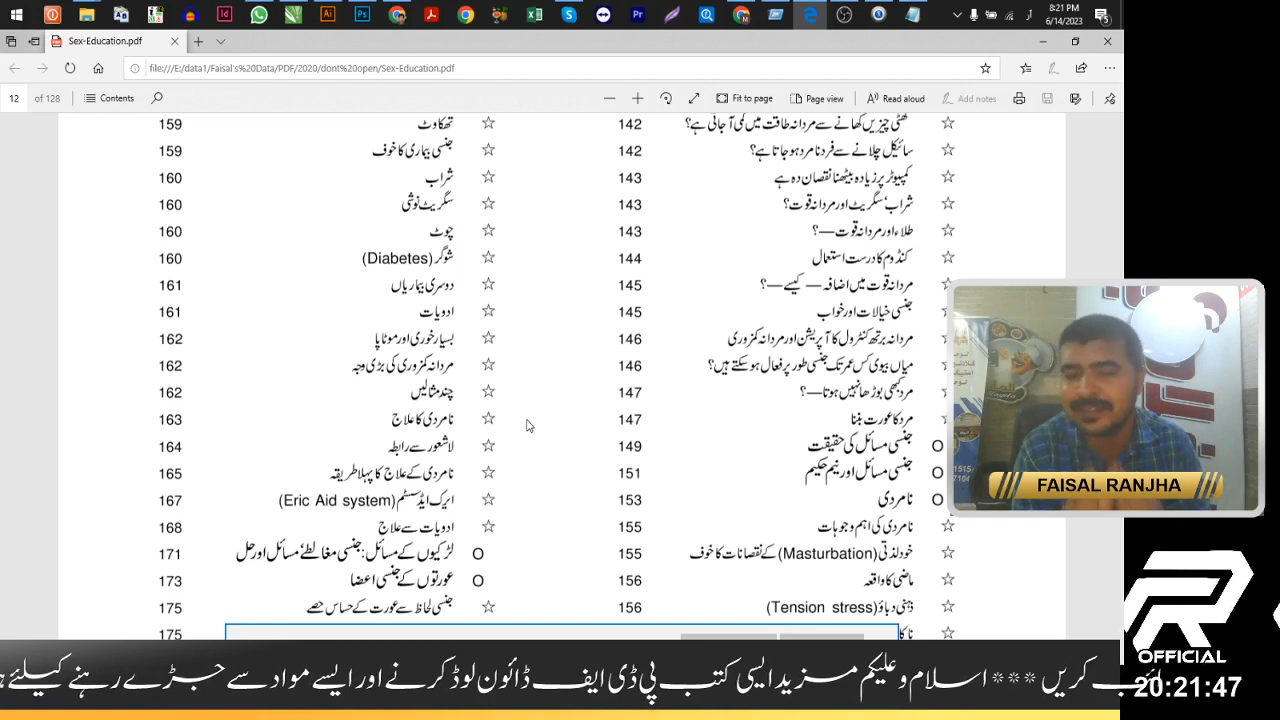 8:21 PM
6/14/2023
Sex-Education.pdf
file:///E:/data1/Faisal's%20Data/PDF/2020/dont%20open/Sex-Education.pdf
12 of 128 Contents Fit to page Page view Read aloud Add notes
کھٹی چیزیں کھانے سے مردانہ طاقت میں کمی آ جاتی ہے؟ 142
سائیکل چلانے سے فرد نامرد ہو جاتا ہے؟ 142
کمپیوٹر پر زیادہ بیٹھنا نقصان دہ ہے 143
شراب‘ سگریٹ اور مردانہ قوت؟ 143
طلاء اور مردانہ قوت—؟ 143
کنڈوم کا درست استعمال 144
مردانہ قوت میں اضافہ — کیسے —؟ 145
جنسی خیالات اور خواب 145
مردانہ برتھ کنٹرول کا آپریشن اور مردانہ کمزوری 146
میاں بیوی کس عمر تک جنسی طور پر فعال ہو سکتے ہیں؟ 146
مرد کبھی بوڑھا نہیں ہوتا—؟ 147
مرد کا عورت بننا 147
جنسی مسائل کی حقیقت 149
جنسی مسائل اور نیم حکیم 151
نامردی 153
نامردی کی اہم وجوہات 155
خود لذتی (Masturbation) کے نقصانات کا خوف 155
ماضی کا واقعہ 156
ذہنی دباؤ (Tension stress) 156
تھکاوٹ 159
جنسی بیماری کا خوف 159
شراب 160
سگریٹ نوشی 160
چوٹ 160
شوگر (Diabetes) 160
دوسری بیماریاں 161
ادویات 161
بسیار خوری اور موٹاپا 162
مردانہ کمزوری کی بڑی وجہ 162
چند مثالیں 162
نامردی کا علاج 163
لاشعور سے رابطہ 164
نامردی کے علاج کا پہلا طریقہ 165
ایرک ایڈ سسٹم (Eric Aid system) 167
ادویات سے علاج 168
لڑکیوں کے مسائل: جنسی مغالطے‘ مسائل اور حل 171
عورتوں کے جنسی اعضا 173
جنسی لحاظ سے عورت کے حساس حصے 175
175
FAISAL RANJHA
OFFICIAL
20:21:47
کریں *** اسلام و علیکم مزید ایسی کتب پی ڈی ایف ڈائون لوڈ کرنے اور ایسے مواد سے جڑے رہنے کیلئے